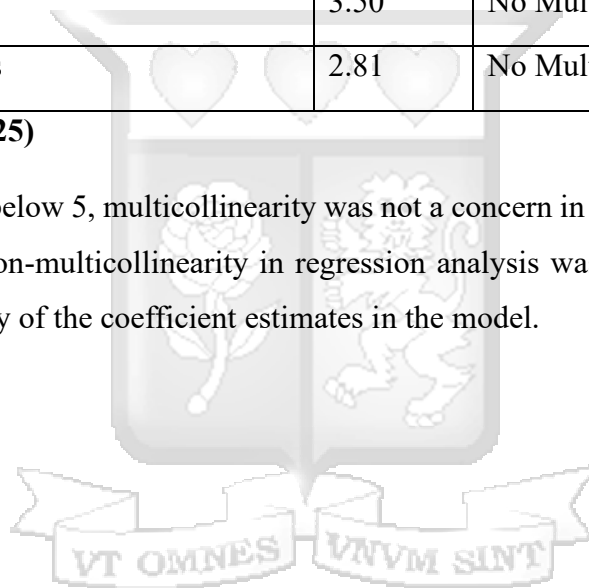 3.50 No Mul
s 2.81 No Mul
25)
below 5, multicollinearity was not a concern in
on-multicollinearity in regression analysis wa
y of the coefficient estimates in the model.
VT OMNES VNVM SINT